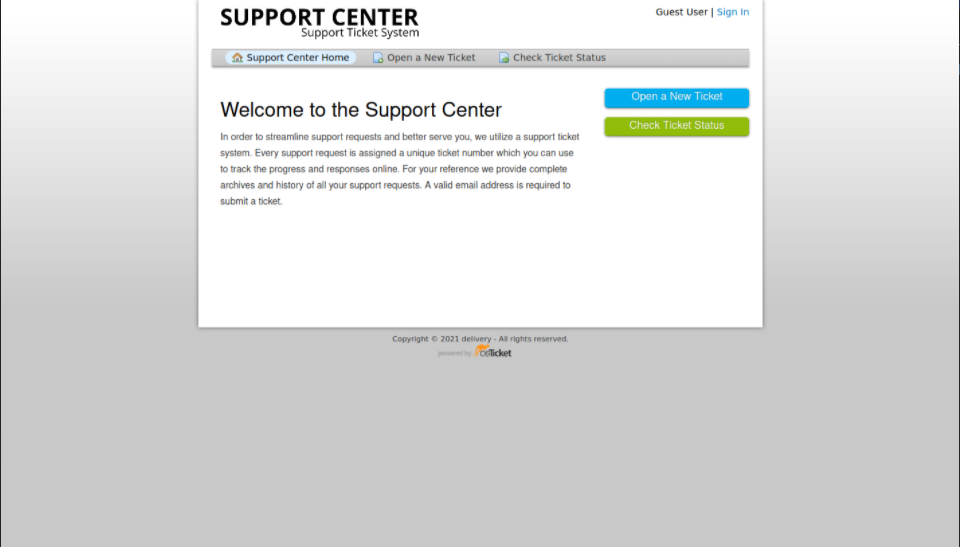 SUPPORT CENTER
Support Ticket System
Guest User | Sign In
Support Center Home
Open a New Ticket
Check Ticket Status
Welcome to the Support Center
In order to streamline support requests and better serve you, we utilize a support ticket
system. Every support request is assigned a unique ticket number which you can use
to track the progress and responses online. For your reference we provide complete
archives and history of all your support requests. A valid email address is required to
submit a ticket.
Open a New Ticket
Check Ticket Status
Copyright © 2021 delivery - All rights reserved.
powered by osTicket